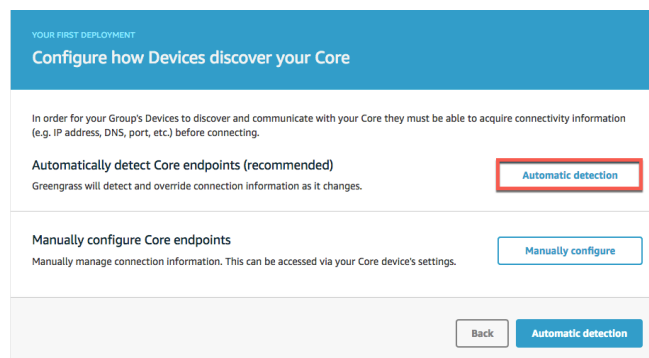 YOUR FIRST DEPLOYMENT
Configure how Devices discover your Core
In order for your Group's Devices to discover and communicate with your Core they must be able to acquire connectivity information
(e.g. IP address, DNS, port, etc.) before connecting.
Automatically detect Core endpoints (recommended)
Greengrass will detect and override connection information as it changes.
Automatic detection
Manually configure Core endpoints
Manually manage connection information. This can be accessed via your Core device's settings.
Manually configure
Back
Automatic detection